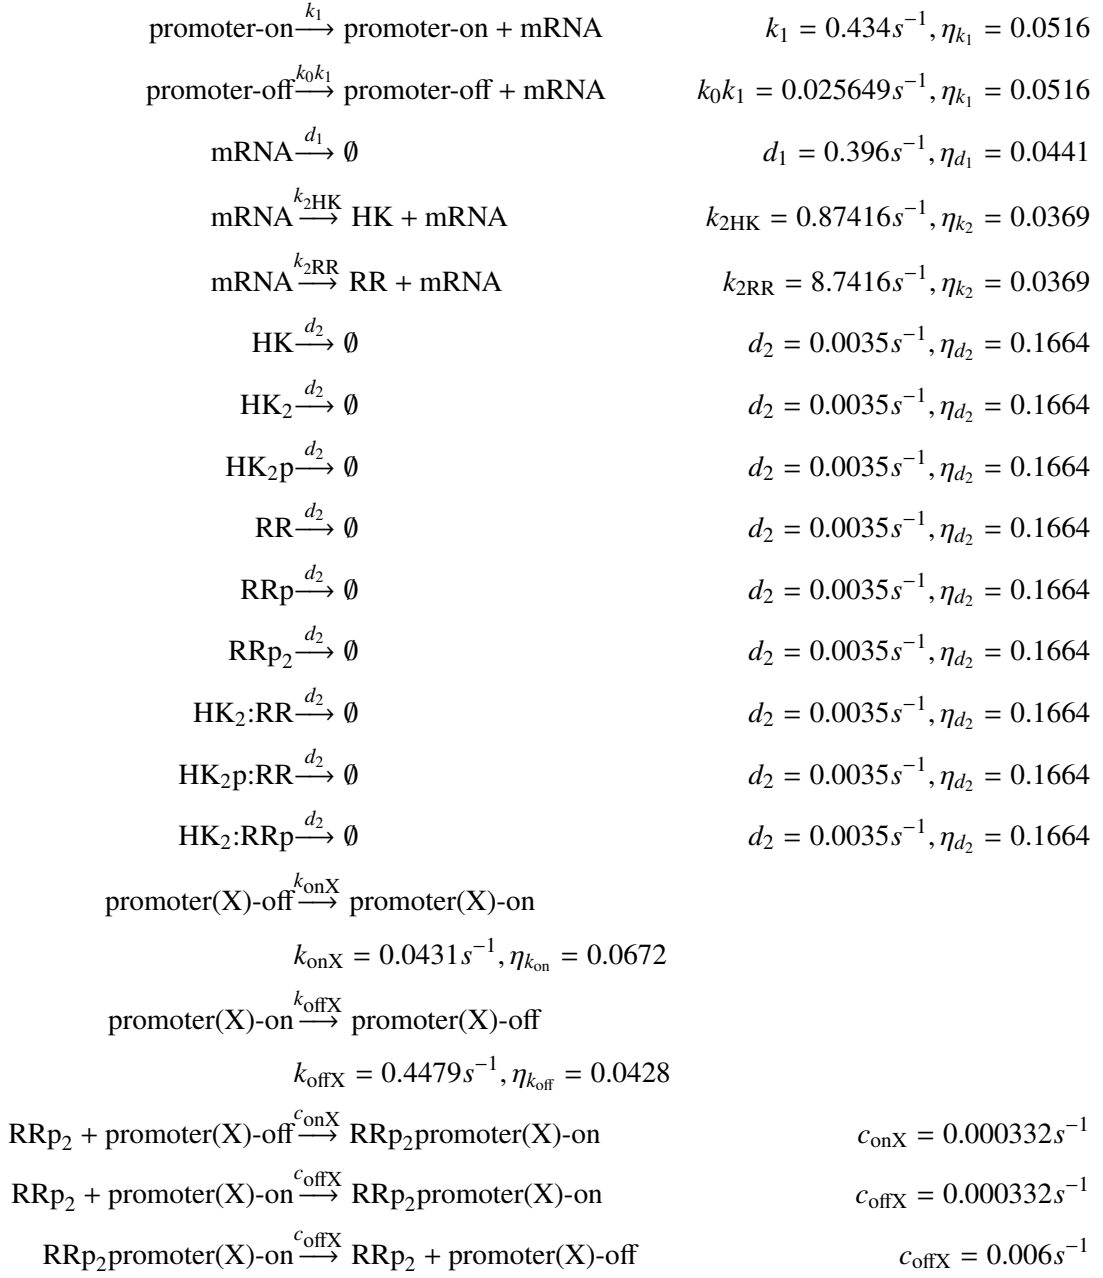 promoter-on $\xrightarrow{k_1}$ promoter-on + mRNA $k_1 = 0.434s^{-1}, \eta_{k_1} = 0.0516$
promoter-off $\xrightarrow{k_0k_1}$ promoter-off + mRNA $k_0k_1 = 0.025649s^{-1}, \eta_{k_1} = 0.0516$
mRNA $\xrightarrow{d_1}$ ∅ $d_1 = 0.396s^{-1}, \eta_{d_1} = 0.0441$
mRNA $\xrightarrow{k_{2HK}}$ HK + mRNA $k_{2HK} = 0.87416s^{-1}, \eta_{k_2} = 0.0369$
mRNA $\xrightarrow{k_{2RR}}$ RR + mRNA $k_{2RR} = 8.7416s^{-1}, \eta_{k_2} = 0.0369$
HK $\xrightarrow{d_2}$ ∅ $d_2 = 0.0035s^{-1}, \eta_{d_2} = 0.1664$
HK$_2$ $\xrightarrow{d_2}$ ∅ $d_2 = 0.0035s^{-1}, \eta_{d_2} = 0.1664$
HK$_2$p $\xrightarrow{d_2}$ ∅ $d_2 = 0.0035s^{-1}, \eta_{d_2} = 0.1664$
RR $\xrightarrow{d_2}$ ∅ $d_2 = 0.0035s^{-1}, \eta_{d_2} = 0.1664$
RRp $\xrightarrow{d_2}$ ∅ $d_2 = 0.0035s^{-1}, \eta_{d_2} = 0.1664$
RRp$_2$ $\xrightarrow{d_2}$ ∅ $d_2 = 0.0035s^{-1}, \eta_{d_2} = 0.1664$
HK$_2$:RR $\xrightarrow{d_2}$ ∅ $d_2 = 0.0035s^{-1}, \eta_{d_2} = 0.1664$
HK$_2$p:RR $\xrightarrow{d_2}$ ∅ $d_2 = 0.0035s^{-1}, \eta_{d_2} = 0.1664$
HK$_2$:RRp $\xrightarrow{d_2}$ ∅ $d_2 = 0.0035s^{-1}, \eta_{d_2} = 0.1664$
promoter(X)-off $\xrightarrow{k_{onX}}$ promoter(X)-on
$k_{onX} = 0.0431s^{-1}, \eta_{k_{on}} = 0.0672$
promoter(X)-on $\xrightarrow{k_{offX}}$ promoter(X)-off
$k_{offX} = 0.4479s^{-1}, \eta_{k_{off}} = 0.0428$
RRp$_2$ + promoter(X)-off $\xrightarrow{c_{onX}}$ RRp$_2$promoter(X)-on $c_{onX} = 0.000332s^{-1}$
RRp$_2$ + promoter(X)-on $\xrightarrow{c_{offX}}$ RRp$_2$promoter(X)-on $c_{offX} = 0.000332s^{-1}$
RRp$_2$promoter(X)-on $\xrightarrow{c_{offX}}$ RRp$_2$ + promoter(X)-off $c_{offX} = 0.006s^{-1}$